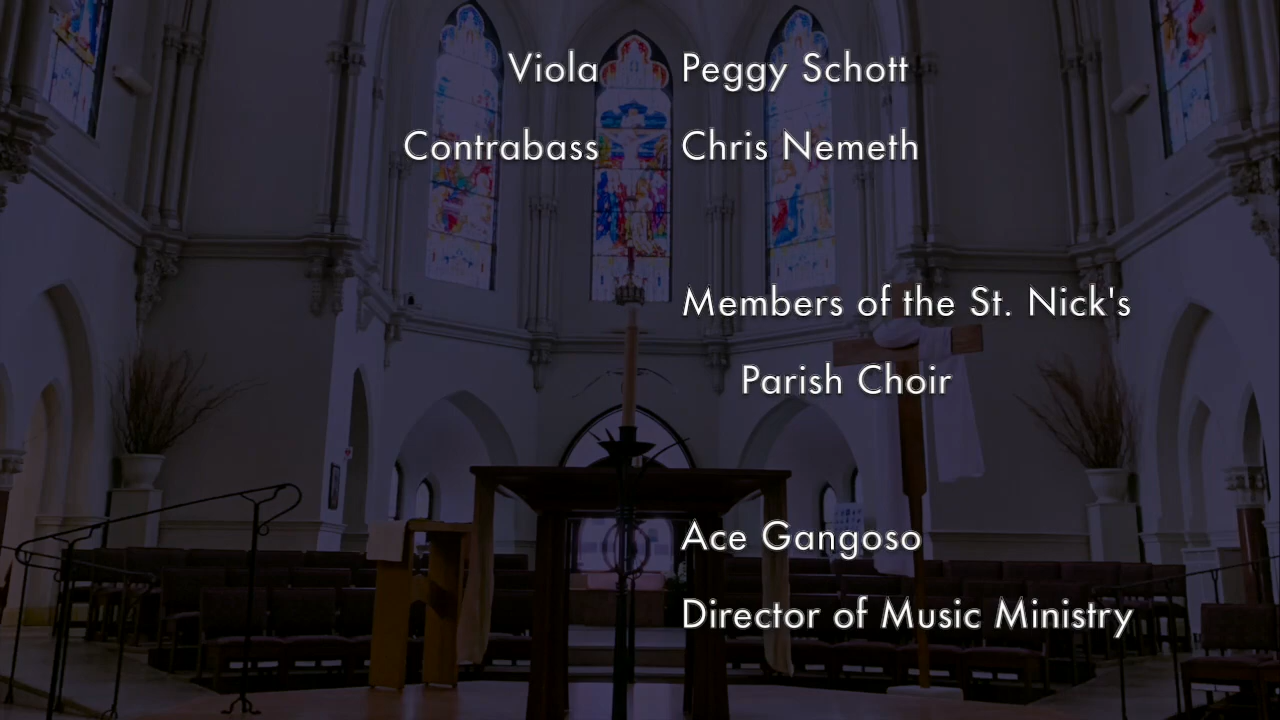 Viola Peggy Schott
Contrabass Chris Nemeth
Members of the St. Nick's
Parish Choir
Ace Gangoso
Director of Music Ministry